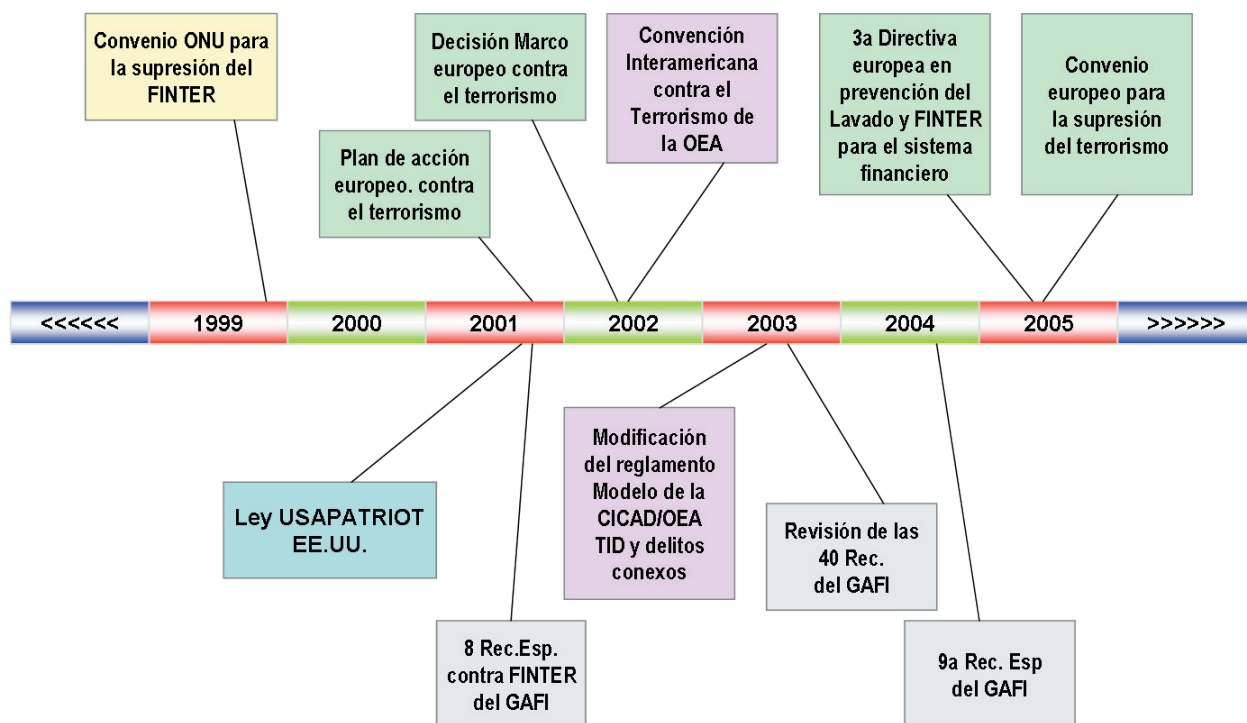 Convenio ONU para
la supresión del
FINTER
Decisión Marco
europeo contra
el terrorismo
Plan de acción
europeo. contra
el terrorismo
Convención
Interamericana
contra el
Terrorismo de
la OEA
3a Directiva
europea en
prevención del
Lavado y FINTER
para el sistema
financiero
Convenio
europeo para
la supresión
del terrorismo
<<<<<< 1999 2000 2001 2002 2003 2004 2005 >>>>>>
Ley USAPATRIOT
EE.UU.
8 Rec.Esp.
contra FINTER
del GAFI
Modificación
del reglamento
Modelo de la
CICAD/OEA
TID y delitos
conexos
Revisión de las
40 Rec.
del GAFI
9a Rec. Esp
del GAFI